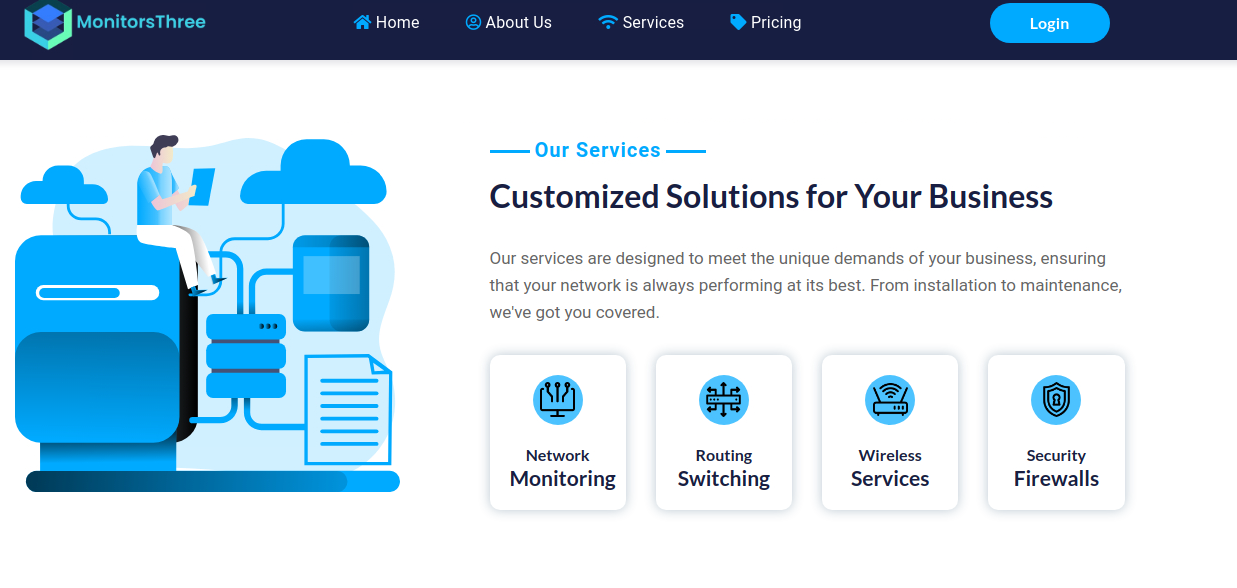 MonitorsThree
Home
About Us
Services
Pricing
Login
Our Services
Customized Solutions for Your Business
Our services are designed to meet the unique demands of your business, ensuring
that your network is always performing at its best. From installation to maintenance,
we've got you covered.
Network
Monitoring
Routing
Switching
Wireless
Services
Security
Firewalls